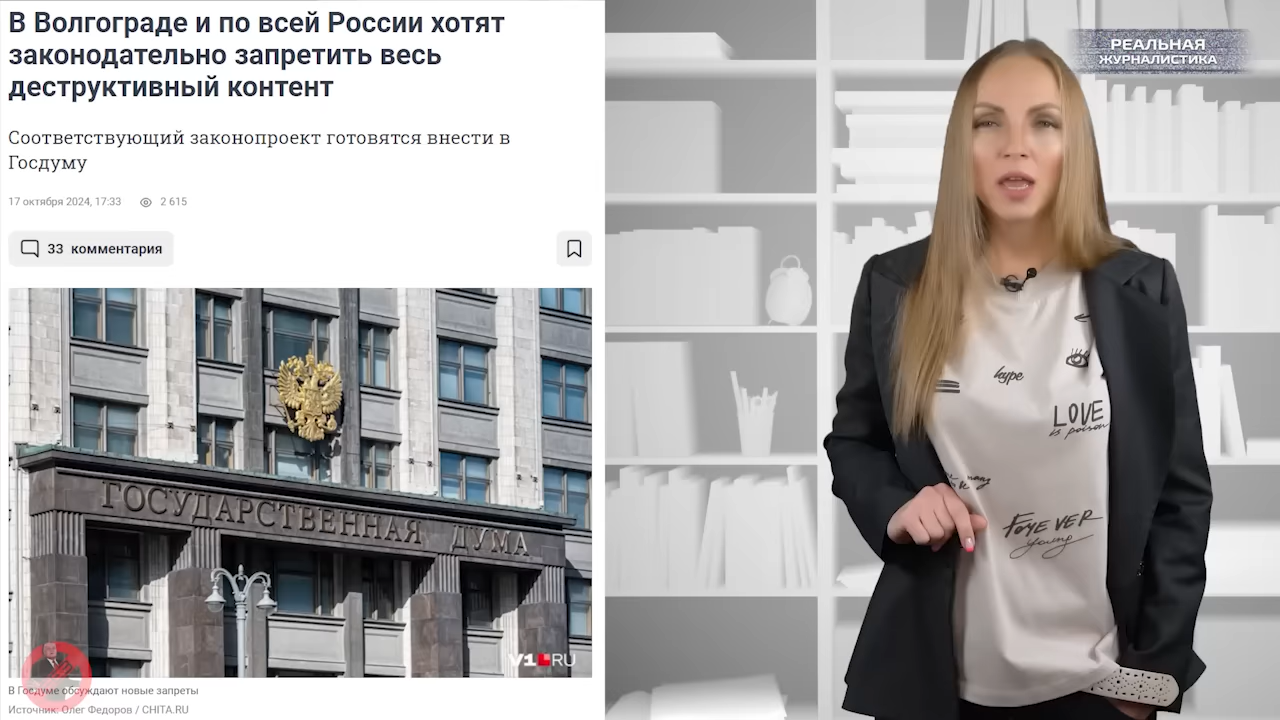 В Волгограде и по всей России хотят
законодательно запретить весь
деструктивный контент
Соответствующий законопроект готовятся внести в
Госдуму
17 октября 2024, 17:33
2 615
33 комментария
ГОСУДАРСТВЕННАЯ ДУМА
V1.RU
В Госдуме обсуждают новые запреты
Источник: Олег Федоров / CHITA.RU
РЕАЛЬНАЯ
ЖУРНАЛИСТИКА
hype
LOVE
is poison
FOREVER
young